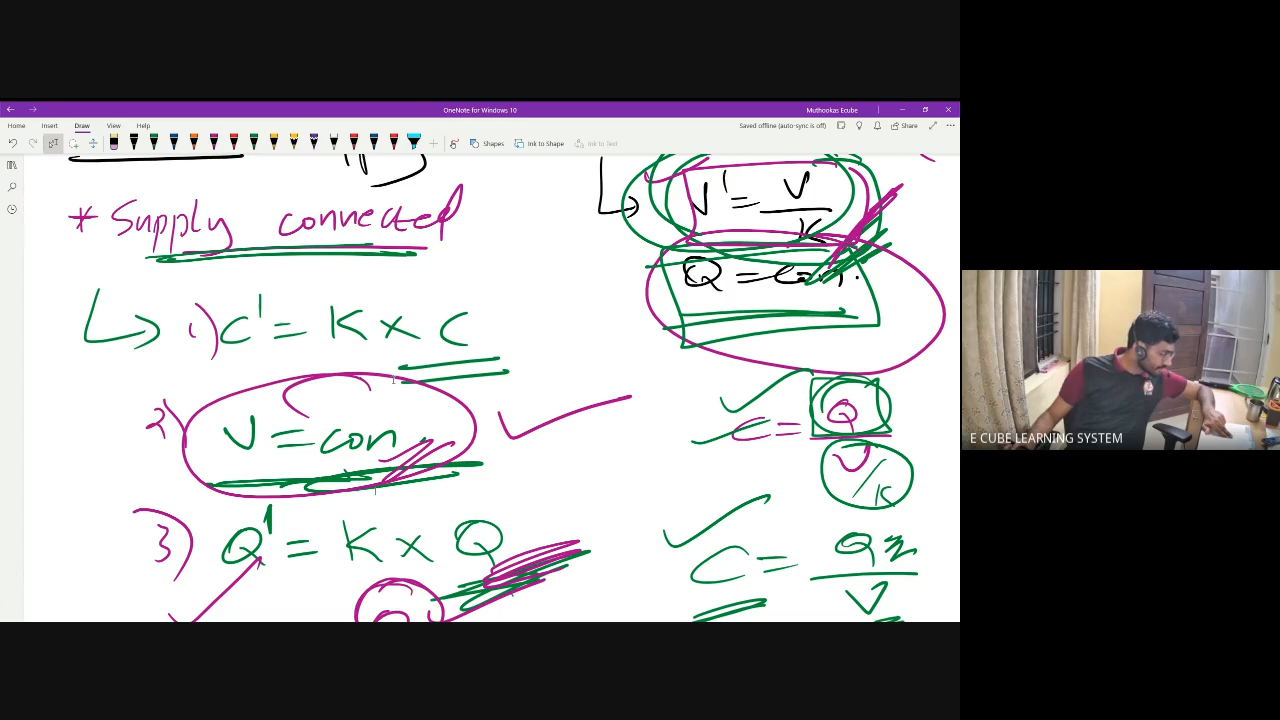 OneNote for Windows 10
Muthookas Ecube
Home Insert Draw View Help
Saved offline (auto-sync is off)
Share
Shapes
Ink to Shape
Ink to Text
* Supply connected
1) C' = K x C
2) V = con
3) Q' = K x Q
V' = V/K
Q = Con.
C = Q
V/K
C = Q
V
E CUBE LEARNING SYSTEM